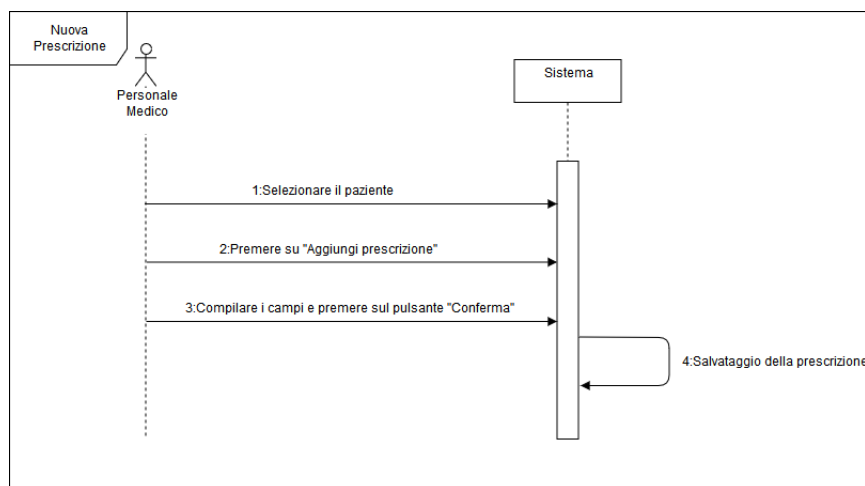 Nuova
Prescrizione
Personale
Medico
Sistema
1:Selezionare il paziente
2:Premere su "Aggiungi prescrizione"
3:Compilare i campi e premere sul pulsante "Conferma"
4:Salvataggio della prescrizione